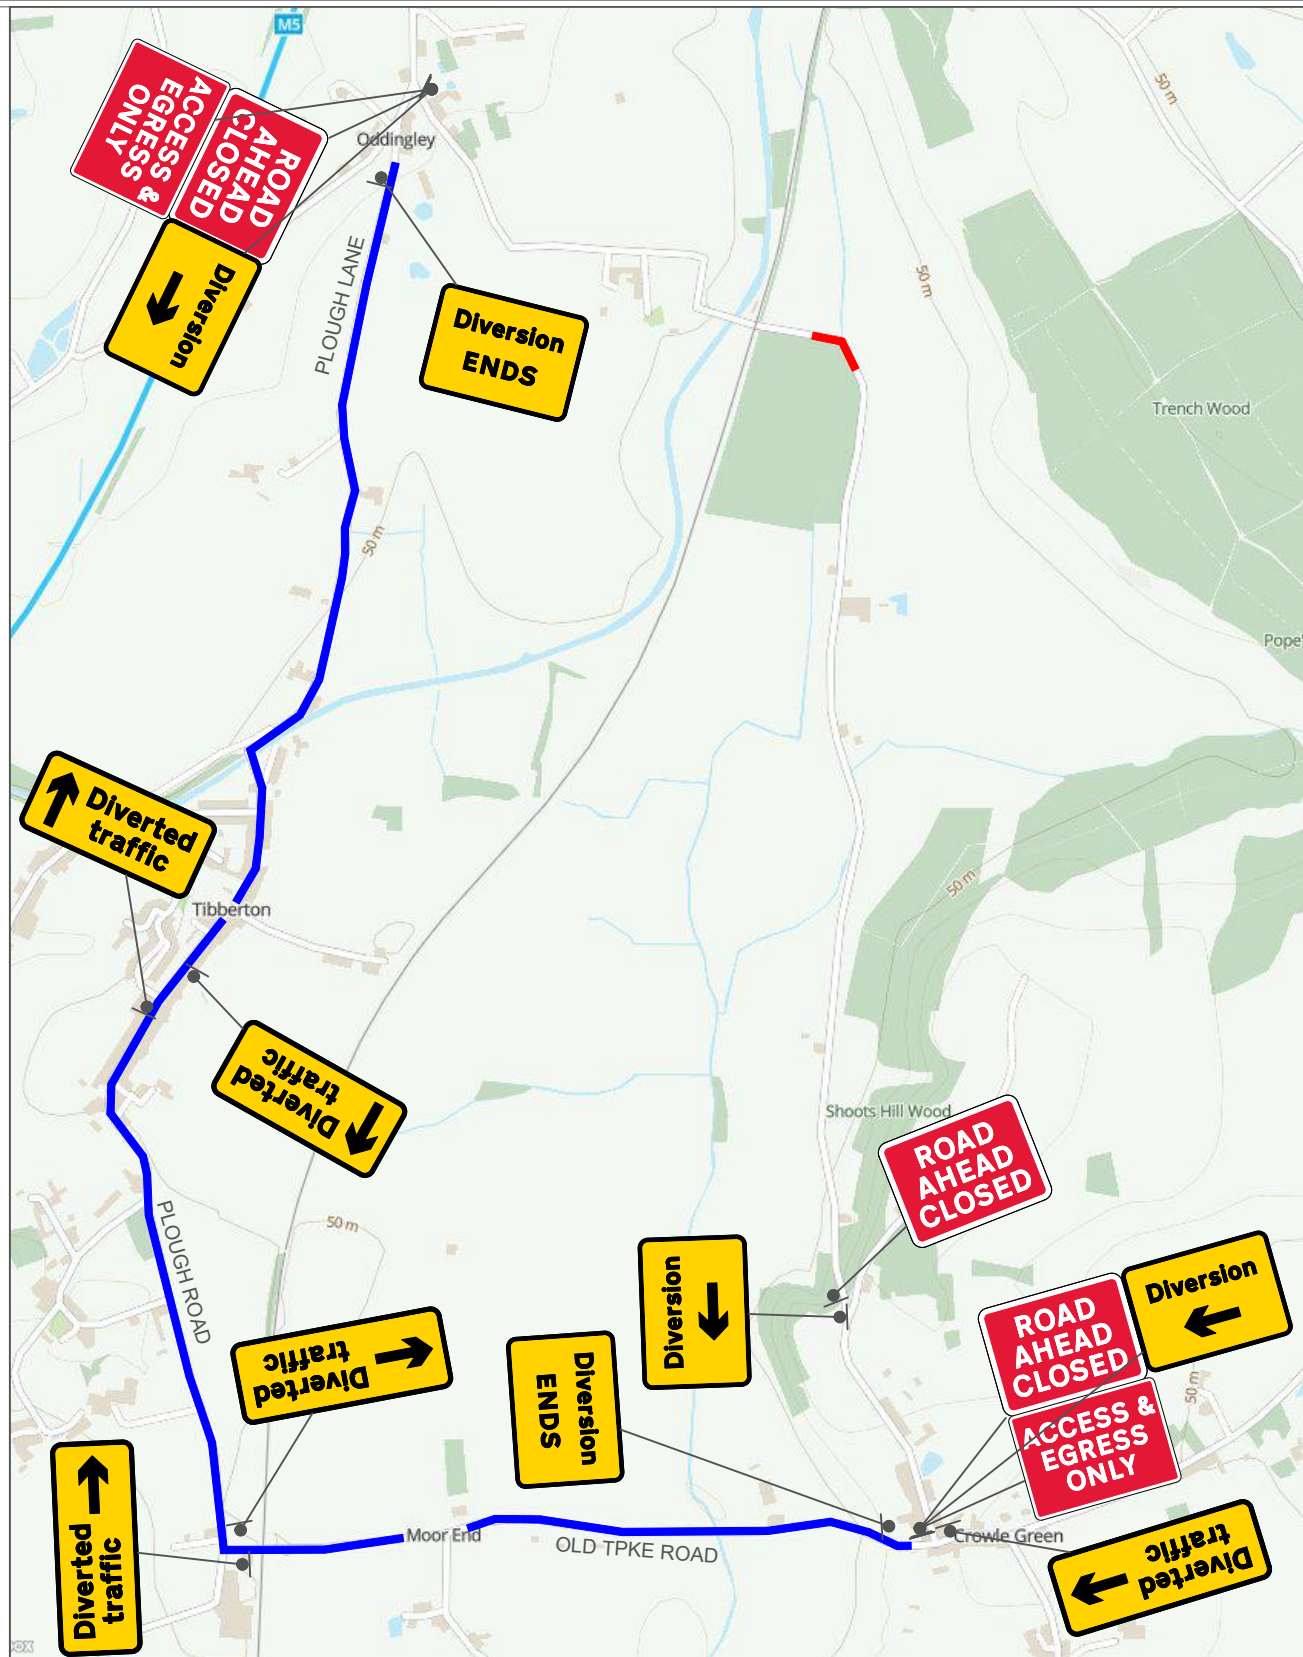 M5
50 m
ACCESS &
EGRESS
ONLY
ROAD
AHEAD
CLOSED
Oddingley
Diversion
PLOUGH LANE
Diversion
ENDS
50 m
Trench Wood
50 m
Pope'
Diverted
traffic
50 m
Tibberton
Diverted
traffic
Shoots Hill Wood
ROAD
AHEAD
CLOSED
PLOUGH ROAD
50 m
Diversion
Diversion
ROAD
AHEAD
CLOSED
Diverted
traffic
Diversion
ENDS
ACCESS &
EGRESS
ONLY
50 m
Diverted
traffic
Moor End
OLD TPKE ROAD
Crowle Green
Diverted
traffic
ox